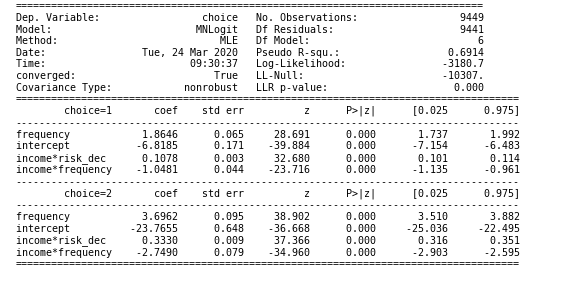 ==============================================================================
Dep. Variable:                 choice   No. Observations:                 9449
Model:                        MNLogit   Df Residuals:                     9441
Method:                           MLE   Df Model:                            6
Date:                Tue, 24 Mar 2020   Pseudo R-squ.:                  0.6914
Time:                        09:30:37   Log-Likelihood:                -3180.7
converged:                       True   LL-Null:                       -10307.
Covariance Type:            nonrobust   LLR p-value:                     0.000
====================================================================================
        choice=1       coef    std err          z      P>|z|      [0.025      0.975]
------------------------------------------------------------------------------------
frequency            1.8646      0.065     28.691      0.000       1.737       1.992
intercept           -6.8185      0.171    -39.884      0.000      -7.154      -6.483
income*risk_dec      0.1078      0.003     32.680      0.000       0.101       0.114
income*frequency    -1.0481      0.044    -23.716      0.000      -1.135      -0.961
------------------------------------------------------------------------------------
        choice=2       coef    std err          z      P>|z|      [0.025      0.975]
------------------------------------------------------------------------------------
frequency            3.6962      0.095     38.902      0.000       3.510       3.882
intercept          -23.7655      0.648    -36.668      0.000     -25.036     -22.495
income*risk_dec      0.3330      0.009     37.366      0.000       0.316       0.351
income*frequency    -2.7490      0.079    -34.960      0.000      -2.903      -2.595
====================================================================================